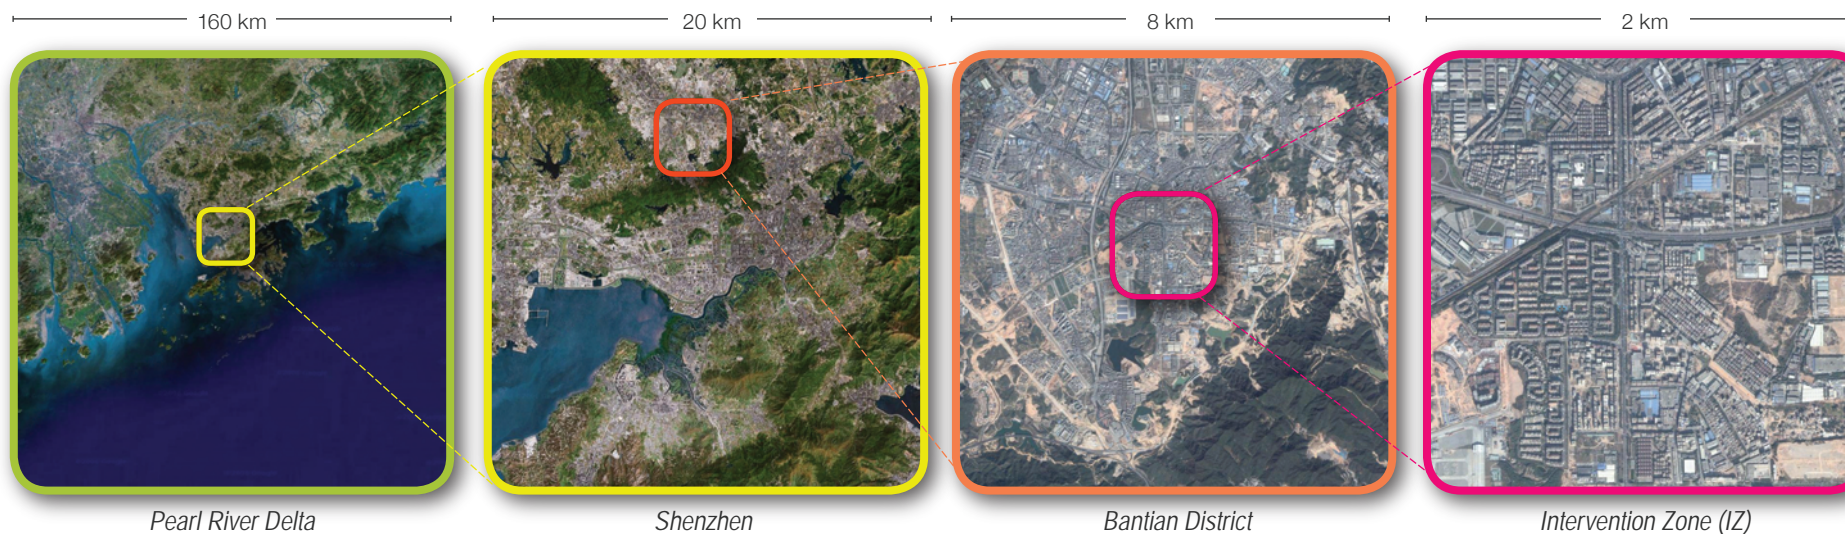 160 km
20 km
8 km
2 km
Pearl River Delta
Shenzhen
Bantian District
Intervention Zone (IZ)